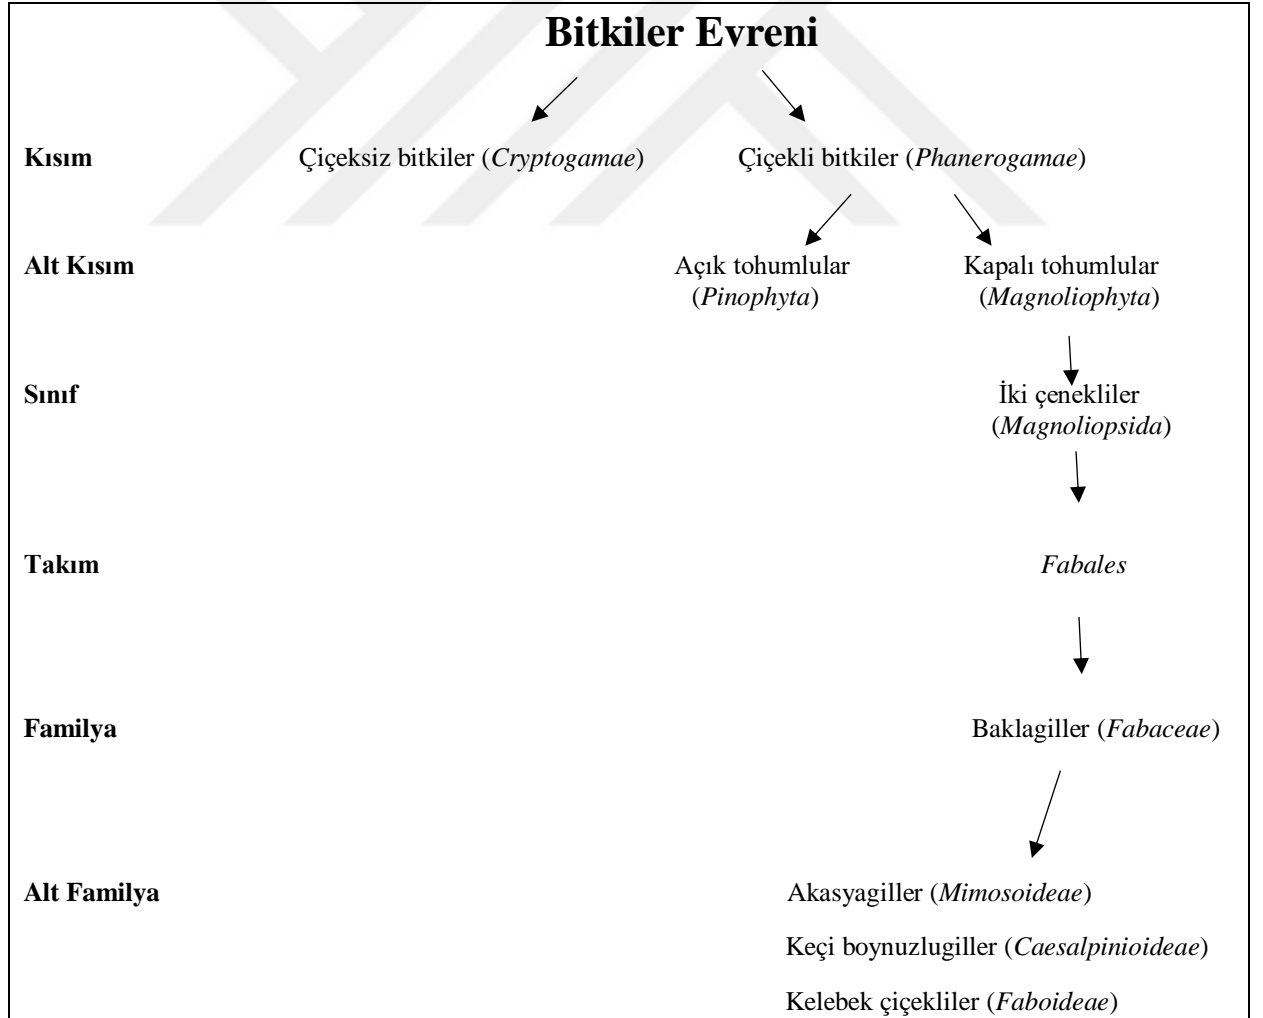 Bitkiler Evreni
Kısım Çiçeksiz bitkiler (Cryptogamae) Çiçekli bitkiler (Phanerogamae)
Alt Kısım Açık tohumlular Kapalı tohumlular
(Pinophyta) (Magnoliophyta)
Sınıf İki çenekliler
(Magnoliopsida)
Takım Fabales
Familya Baklagiller (Fabaceae)
Alt Familya Akasyagiller (Mimosoideae)
Keçi boynuzlugiller (Caesalpinioideae)
Kelebek çiçekliler (Faboideae)